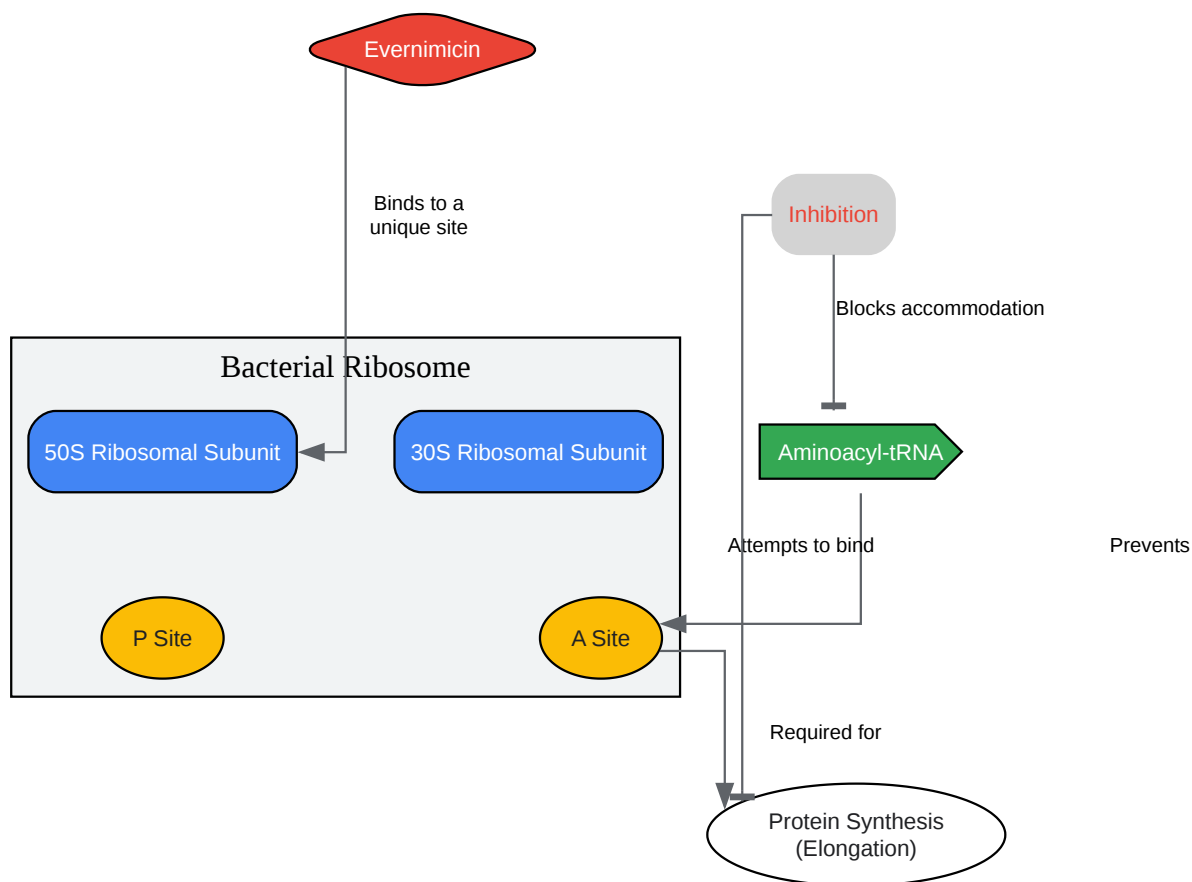 Evernimicin
Binds to a
unique site
Inhibition
Blocks accommodation
Bacterial Ribosome
50S Ribosomal Subunit
30S Ribosomal Subunit
Aminoacyl-tRNA
Attempts to bind
Prevents
P Site
A Site
Required for
Protein Synthesis
(Elongation)